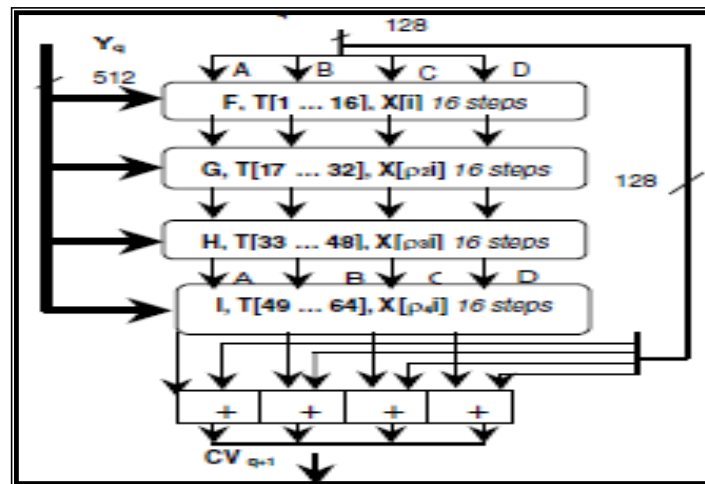 128
Yq
512
A B C D
F, T[1 ... 16], X[i] 16 steps
G, T[17 ... 32], X[ρ2i] 16 steps
128
H, T[33 ... 48], X[ρ3i] 16 steps
A B C D
I, T[49 ... 64], X[ρ4i] 16 steps
+ + + +
CV q+1